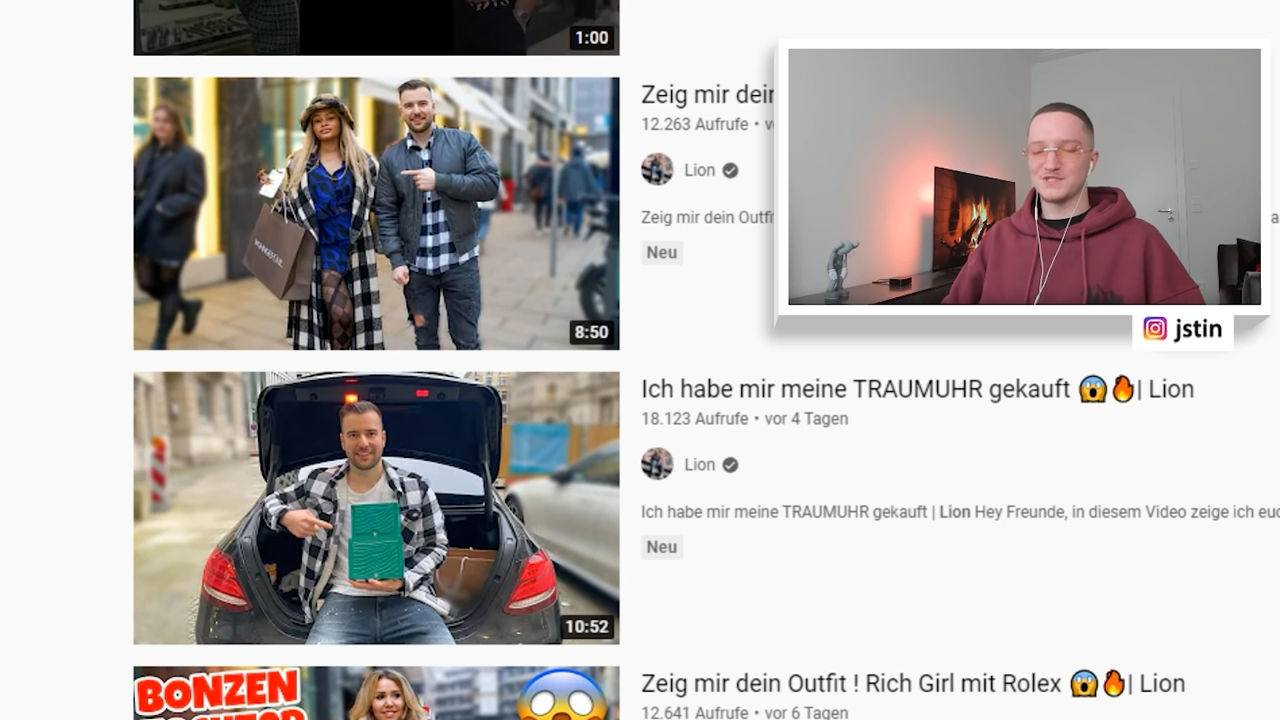 1:00
Zeig mir dein
12.263 Aufrufe •
Lion
Zeig mir dein Outfi
Neu
8:50
jstin
Ich habe mir meine TRAUMUHR gekauft 😱🔥| Lion
18.123 Aufrufe • vor 4 Tagen
Lion
Ich habe mir meine TRAUMUHR gekauft | Lion Hey Freunde, in diesem Video zeige ich euc
Neu
10:52
Zeig mir dein Outfit ! Rich Girl mit Rolex 😱🔥| Lion
12.641 Aufrufe • vor 6 Tagen
BONZEN